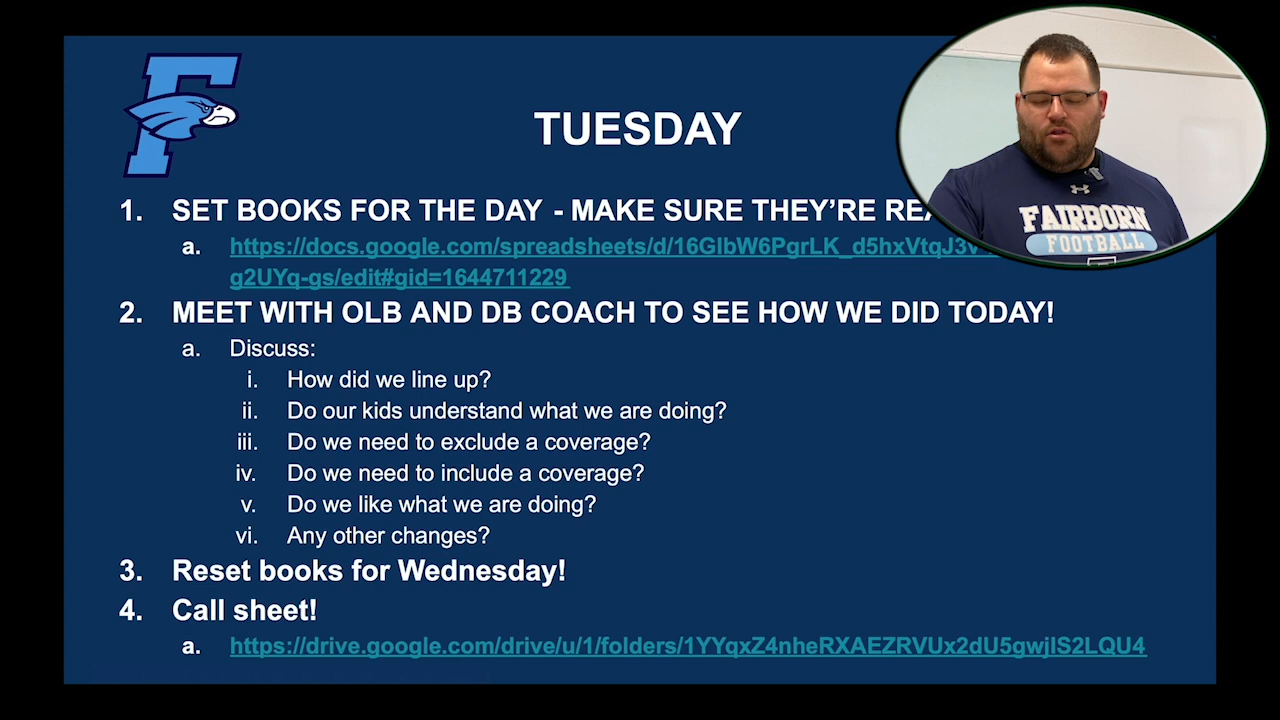 TUESDAY
1. SET BOOKS FOR THE DAY - MAKE SURE THEY'RE
a. https://docs.google.com/spreadsheets/d/16GlbW6PgrLK_d5hxVtqJ3
g2UYq-gs/edit#gid=1644711229
2. MEET WITH OLB AND DB COACH TO SEE HOW WE DID TODAY!
a. Discuss:
i. How did we line up?
ii. Do our kids understand what we are doing?
iii. Do we need to exclude a coverage?
iv. Do we need to include a coverage?
v. Do we like what we are doing?
vi. Any other changes?
3. Reset books for Wednesday!
4. Call sheet!
a. https://drive.google.com/drive/u/1/folders/1YYqxZ4nheRXAEZRVUx2dU5gwjIS2LQU4
F
FAIRBORN
FOOTBALL